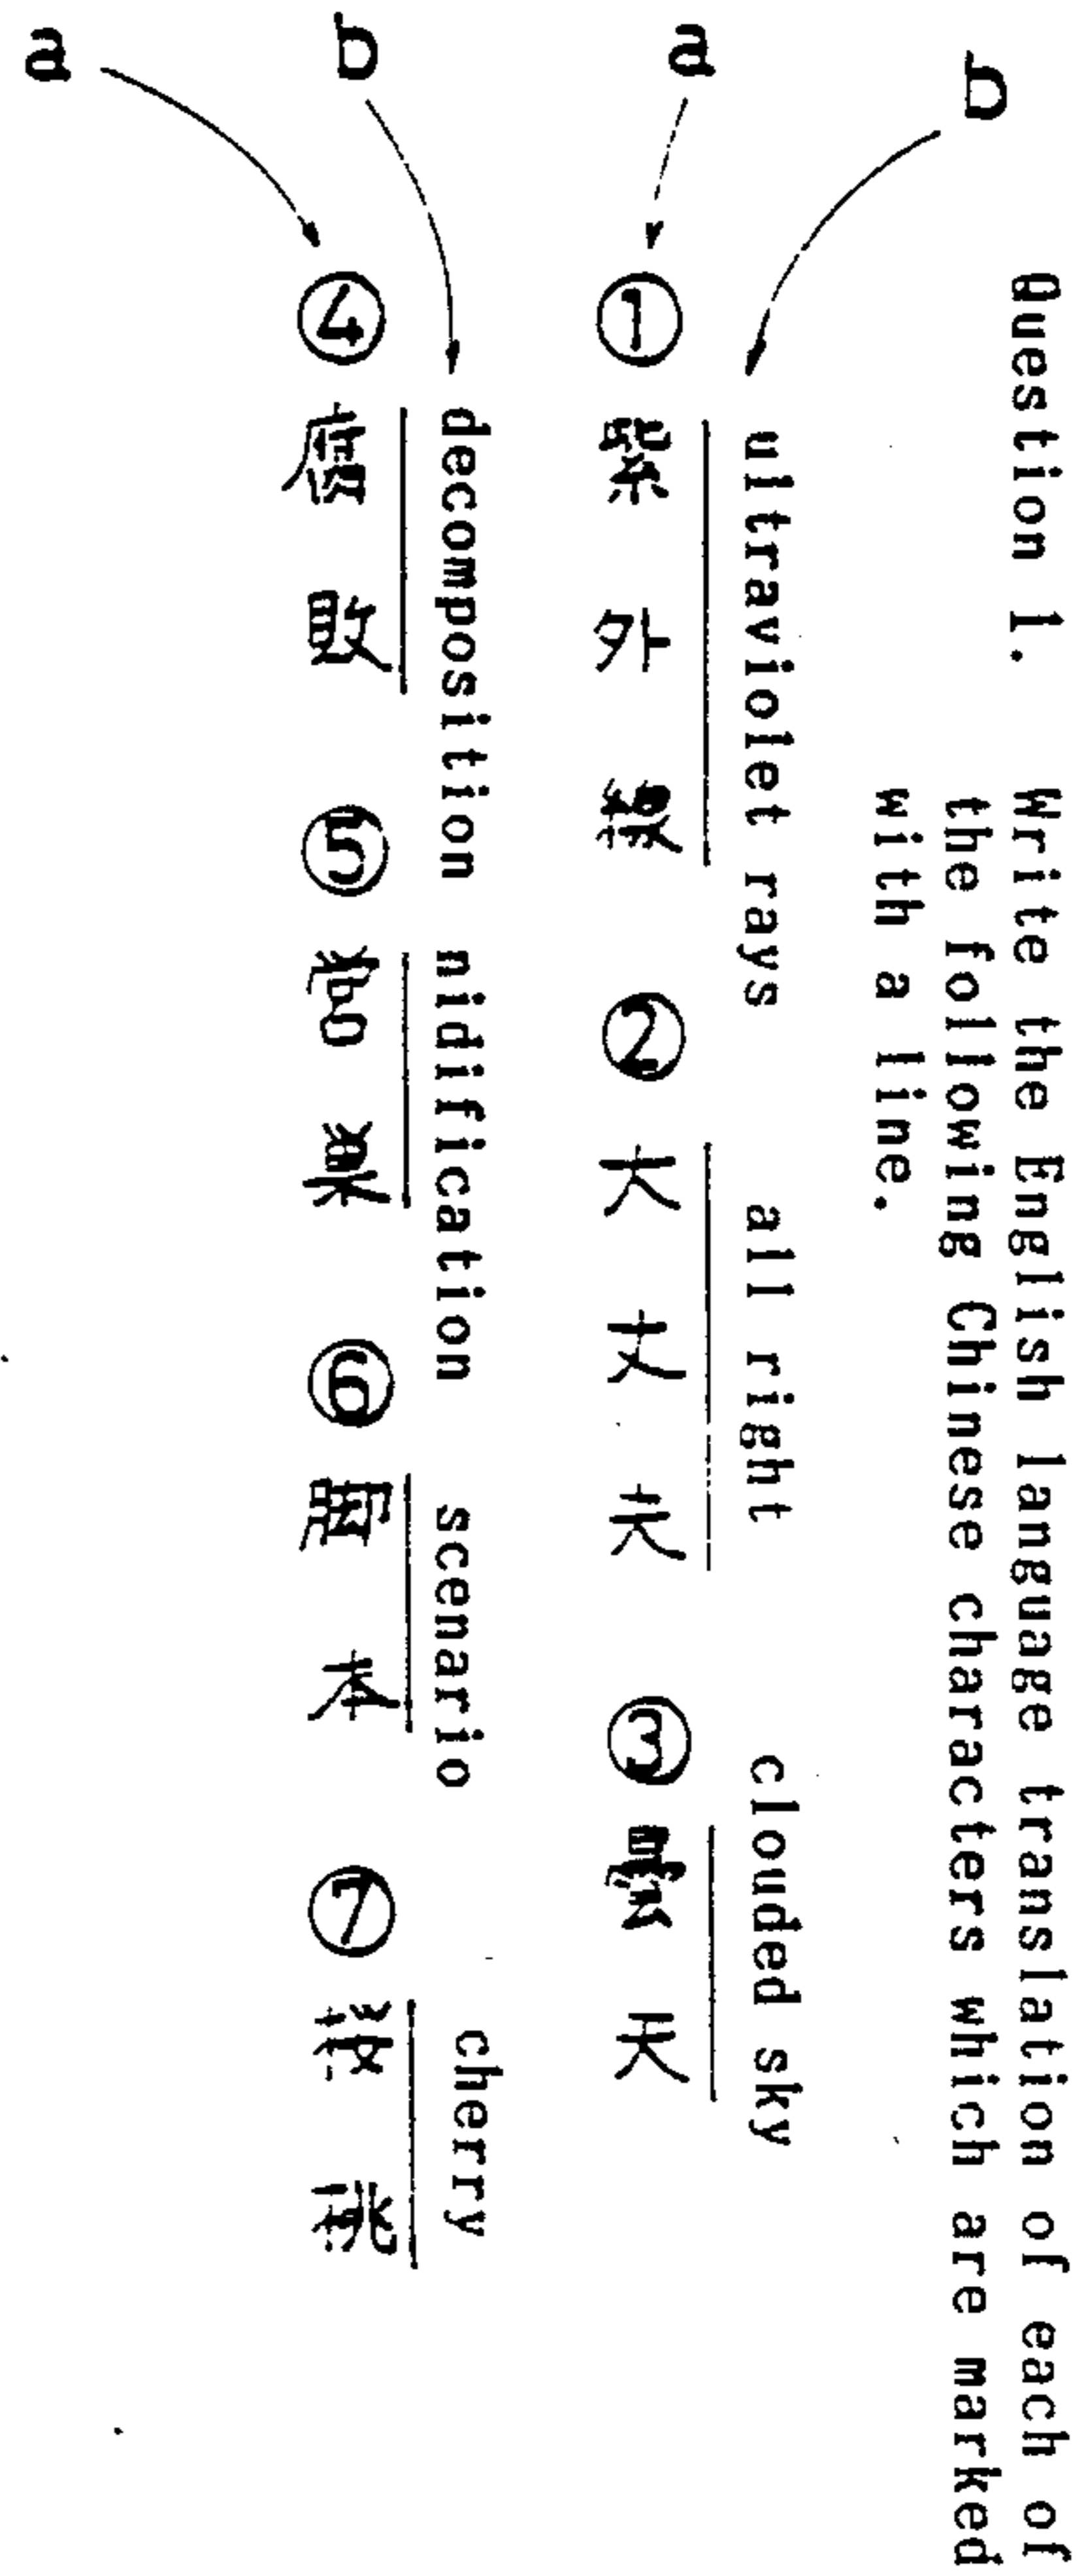 Question 1. Write the English language translation of each of
the following Chinese characters which are marked
with a line.
b
ultraviolet rays all right clouded sky
a
① 紫外線 ② 大丈夫 ③ 曇天
b
decomposition nidification scenario cherry
a
④ 腐敗 ⑤ 営巣 ⑥ 脚本 ⑦ 桜桃